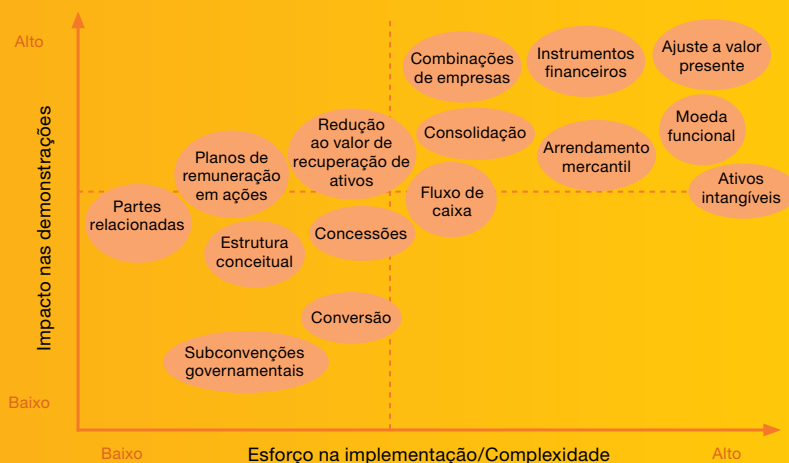 Alto
Impacto nas demonstrações
Baixo
Combinações
de empresas
Instrumentos
financeiros
Ajuste a valor
presente
Redução
ao valor de
recuperação de
ativos
Consolidação
Moeda
funcional
Planos de
remuneração
em ações
Arrendamento
mercantil
Ativos
intangíveis
Fluxo de
caixa
Partes
relacionadas
Estrutura
conceitual
Concessões
Conversão
Subconvenções
governamentais
Baixo
Esforço na implementação/Complexidade
Alto